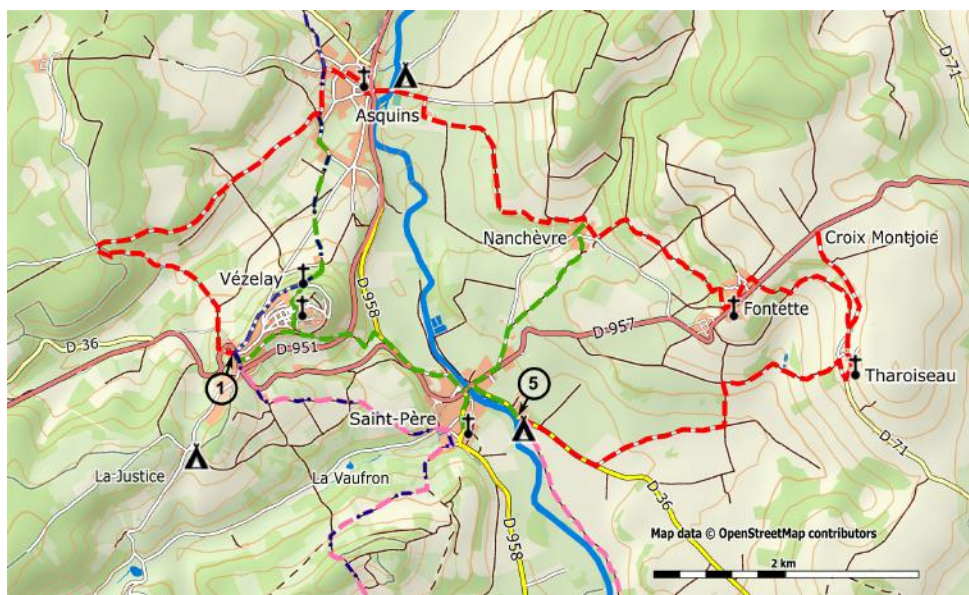 D-71
Asquins
Nanchèvre
Croix Montjoie
Vézelay
D-958
Fontette
D-957
D-36
D-951
1
5
Tharoiseau
Saint-Père
D-71
La Justice
La Vaufron
D-36
D-958
Map data © OpenStreetMap contributors
2 km